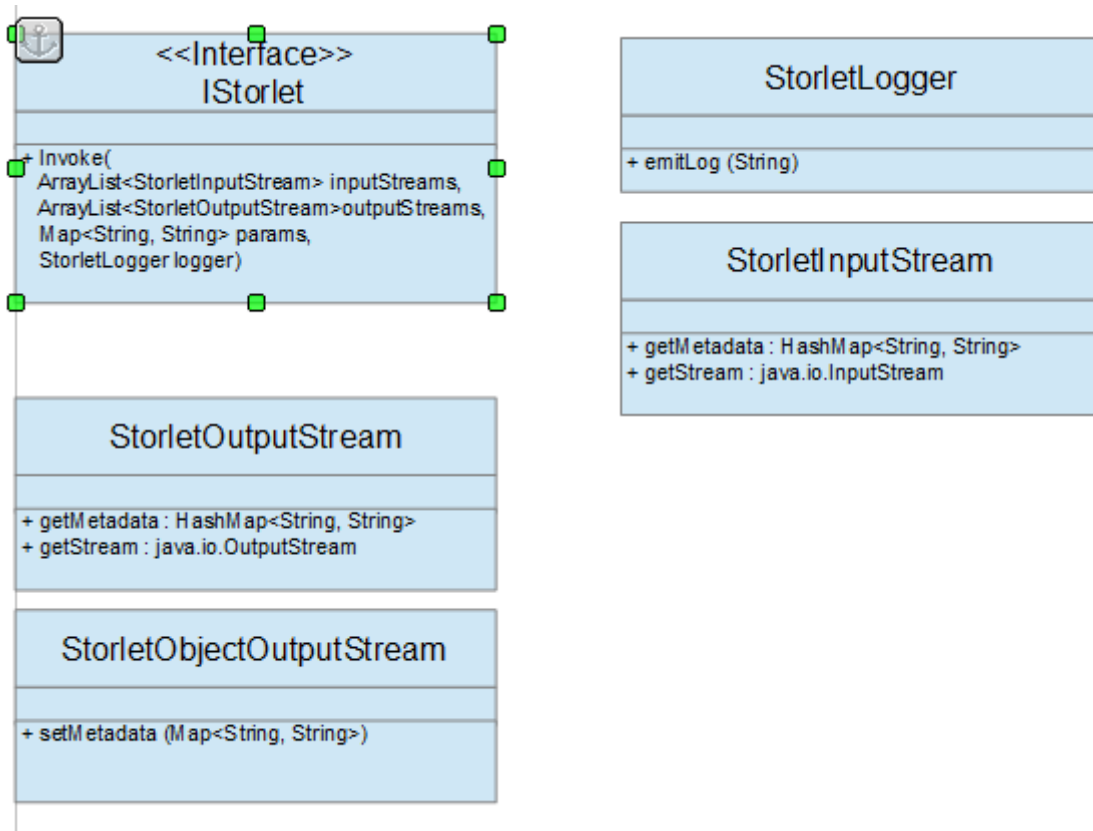 <<Interface>>
IStorlet
+ Invoke(
ArrayList<StorletInputStream> inputStreams,
ArrayList<StorletOutputStream>outputStreams,
Map<String, String> params,
StorletLogger logger)
StorletLogger
+ emitLog (String)
StorletInputStream
+ getMetadata : HashMap<String, String>
+ getStream : java.io.InputStream
StorletOutputStream
+ getMetadata : HashMap<String, String>
+ getStream : java.io.OutputStream
StorletObjectOutputStream
+ setMetadata (Map<String, String>)